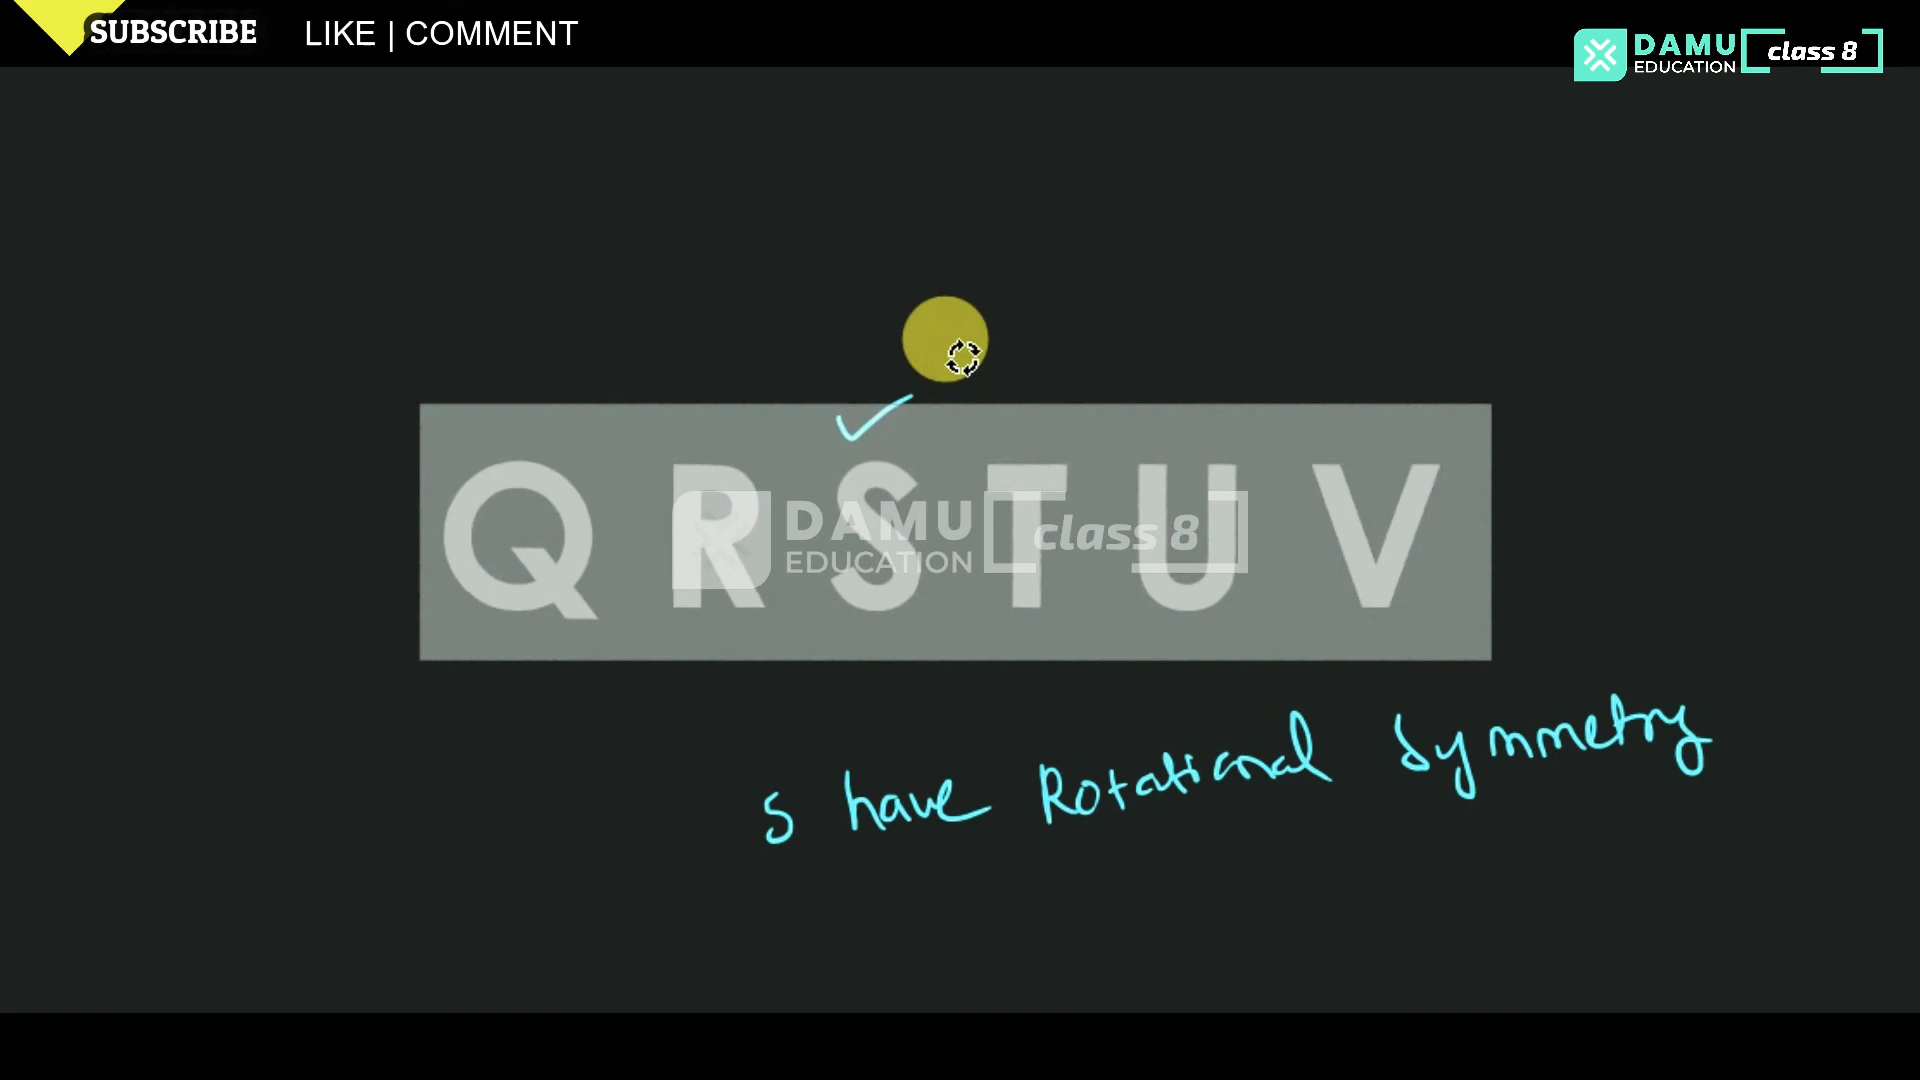 SUBSCRIBE LIKE | COMMENT
DAMU EDUCATION class 8
Q R S T U V
DAMU EDUCATION class 8
S have Rotational Symmetry